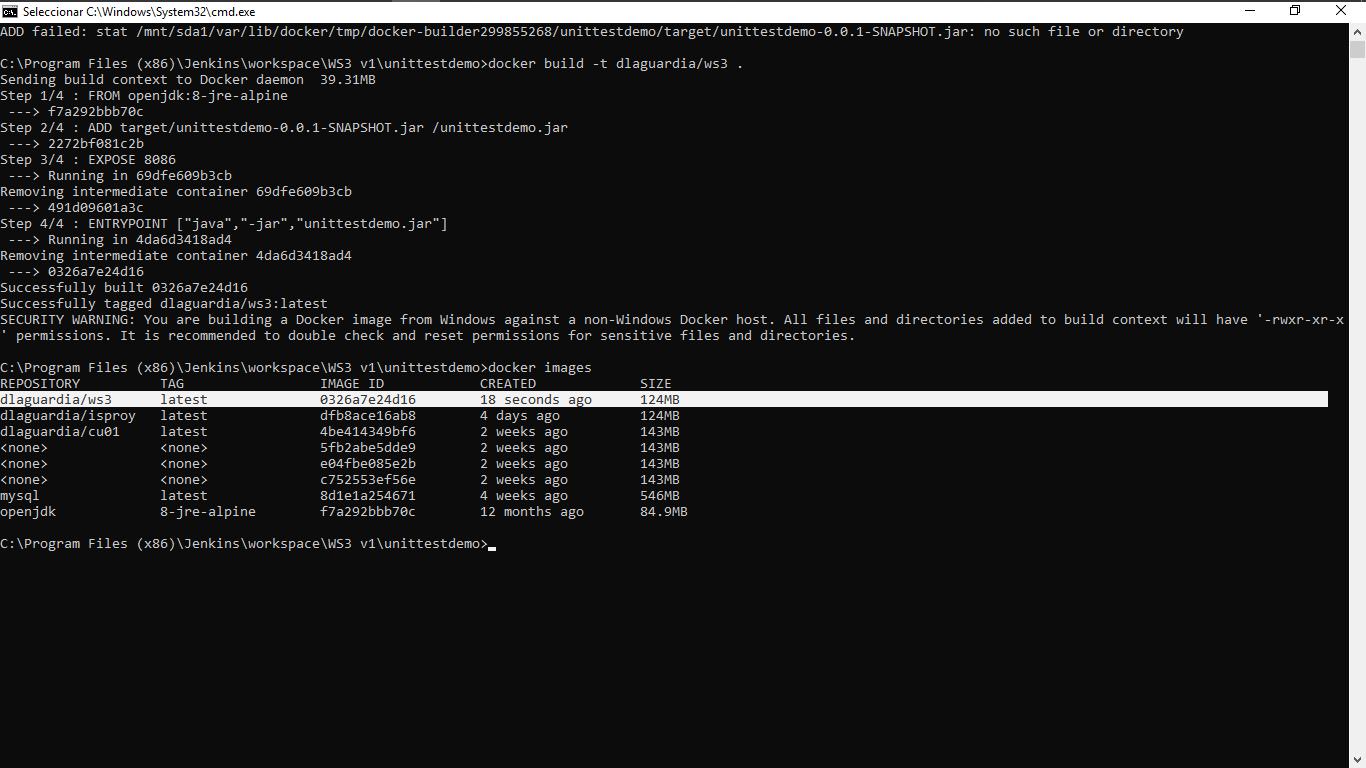 Seleccionar C:\Windows\System32\cmd.exe
ADD failed: stat /mnt/sda1/var/lib/docker/tmp/docker-builder299855268/unittestdemo/target/unittestdemo-0.0.1-SNAPSHOT.jar: no such file or directory
C:\Program Files (x86)\Jenkins\workspace\WS3 v1\unittestdemo>docker build -t dlaguardia/ws3 .
Sending build context to Docker daemon  39.31MB
Step 1/4 : FROM openjdk:8-jre-alpine
 ---> f7a292bbb70c
Step 2/4 : ADD target/unittestdemo-0.0.1-SNAPSHOT.jar /unittestdemo.jar
 ---> 2272bf081c2b
Step 3/4 : EXPOSE 8086
 ---> Running in 69dfe609b3cb
Removing intermediate container 69dfe609b3cb
 ---> 491d09601a3c
Step 4/4 : ENTRYPOINT ["java","-jar","unittestdemo.jar"]
 ---> Running in 4da6d3418ad4
Removing intermediate container 4da6d3418ad4
 ---> 0326a7e24d16
Successfully built 0326a7e24d16
Successfully tagged dlaguardia/ws3:latest
SECURITY WARNING: You are building a Docker image from Windows against a non-Windows Docker host. All files and directories added to build context will have '-rwxr-xr-x
' permissions. It is recommended to double check and reset permissions for sensitive files and directories.
C:\Program Files (x86)\Jenkins\workspace\WS3 v1\unittestdemo>docker images
REPOSITORY          TAG                 IMAGE ID            CREATED             SIZE
dlaguardia/ws3      latest              0326a7e24d16        18 seconds ago      124MB
dlaguardia/isproy   latest              dfb8ace16ab8        4 days ago          124MB
dlaguardia/cu01     latest              4be414349bf6        2 weeks ago         143MB
<none>              <none>              5fb2abe5dde9        2 weeks ago         143MB
<none>              <none>              e04fbe085e2b        2 weeks ago         143MB
<none>              <none>              c752553ef56e        2 weeks ago         143MB
mysql               latest              8d1e1a254671        4 weeks ago         546MB
openjdk             8-jre-alpine        f7a292bbb70c        12 months ago       84.9MB
C:\Program Files (x86)\Jenkins\workspace\WS3 v1\unittestdemo>